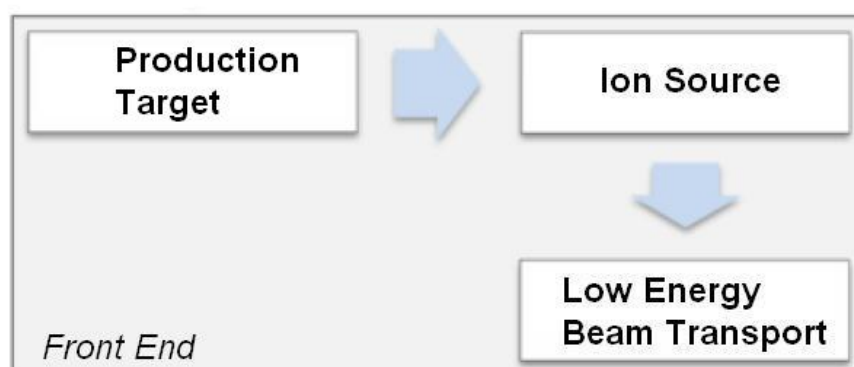 Production
Target
Ion Source
Low Energy
Beam Transport
Front End